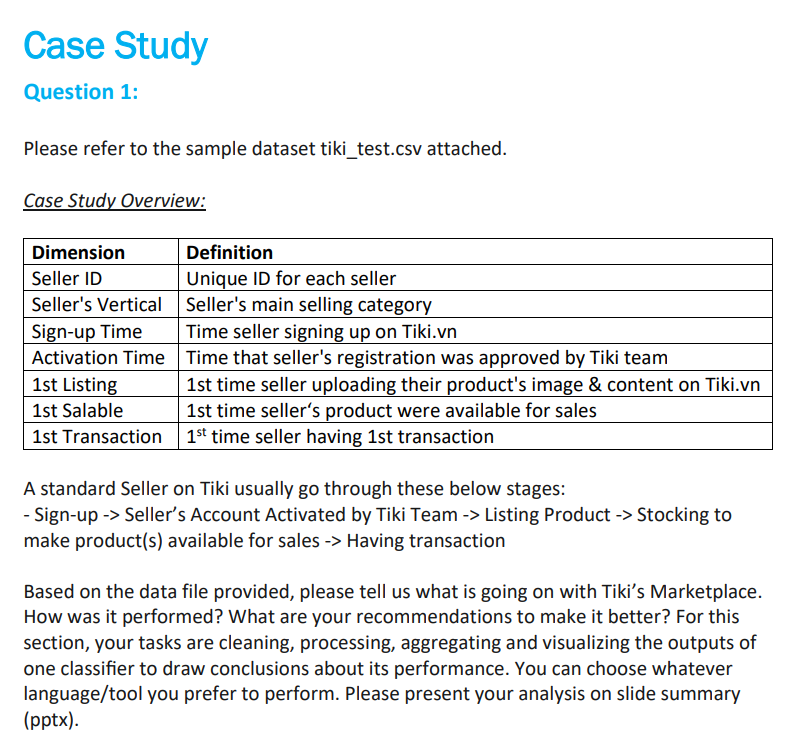 Case Study
Question 1:
Please refer to the sample dataset tiki_test.csv attached.
Case Study Overview:
Dimension Definition
Seller ID Unique ID for each seller
Seller's Vertical Seller's main selling category
Sign-up Time Time seller signing up on Tiki.vn
Activation Time Time that seller's registration was approved by Tiki team
1st Listing 1st time seller uploading their product's image & content on Tiki.vn
1st Salable 1st time seller‘s product were available for sales
1st Transaction 1st time seller having 1st transaction
A standard Seller on Tiki usually go through these below stages:
- Sign-up -> Seller’s Account Activated by Tiki Team -> Listing Product -> Stocking to
make product(s) available for sales -> Having transaction
Based on the data file provided, please tell us what is going on with Tiki’s Marketplace.
How was it performed? What are your recommendations to make it better? For this
section, your tasks are cleaning, processing, aggregating and visualizing the outputs of
one classifier to draw conclusions about its performance. You can choose whatever
language/tool you prefer to perform. Please present your analysis on slide summary
(pptx).